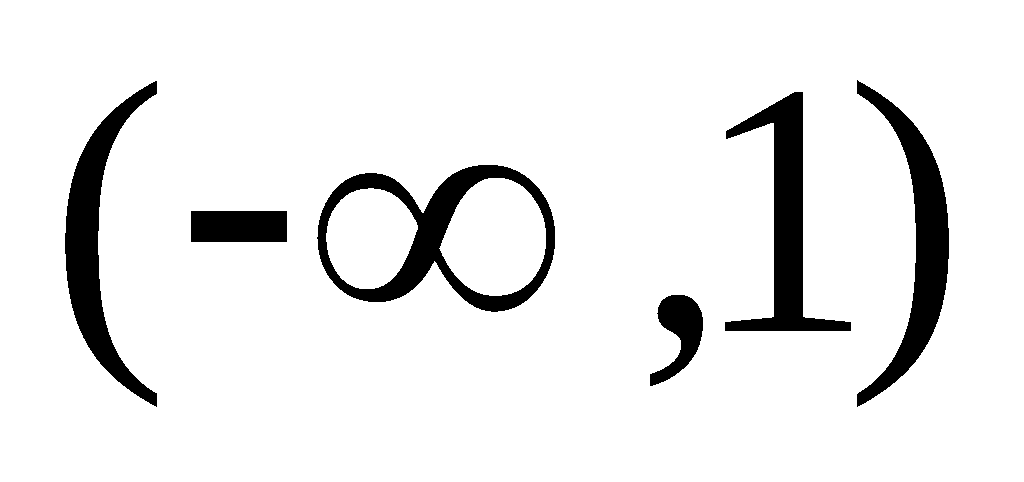 (-∞ ,1)